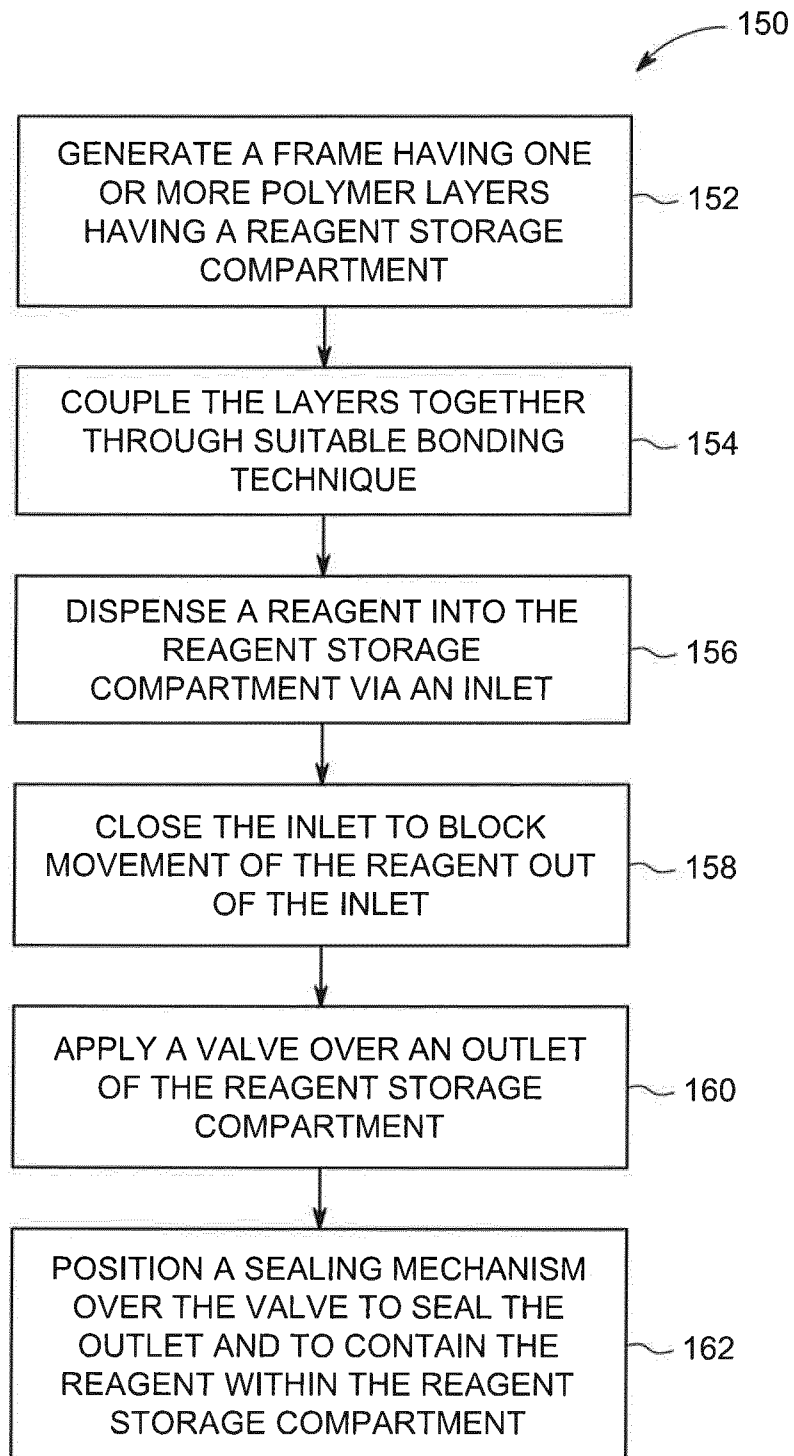 150
GENERATE A FRAME HAVING ONE
OR MORE POLYMER LAYERS
HAVING A REAGENT STORAGE
COMPARTMENT
152
COUPLE THE LAYERS TOGETHER
THROUGH SUITABLE BONDING
TECHNIQUE
154
DISPENSE A REAGENT INTO THE
REAGENT STORAGE
COMPARTMENT VIA AN INLET
156
CLOSE THE INLET TO BLOCK
MOVEMENT OF THE REAGENT OUT
OF THE INLET
158
APPLY A VALVE OVER AN OUTLET
OF THE REAGENT STORAGE
COMPARTMENT
160
POSITION A SEALING MECHANISM
OVER THE VALVE TO SEAL THE
OUTLET AND TO CONTAIN THE
REAGENT WITHIN THE REAGENT
STORAGE COMPARTMENT
162